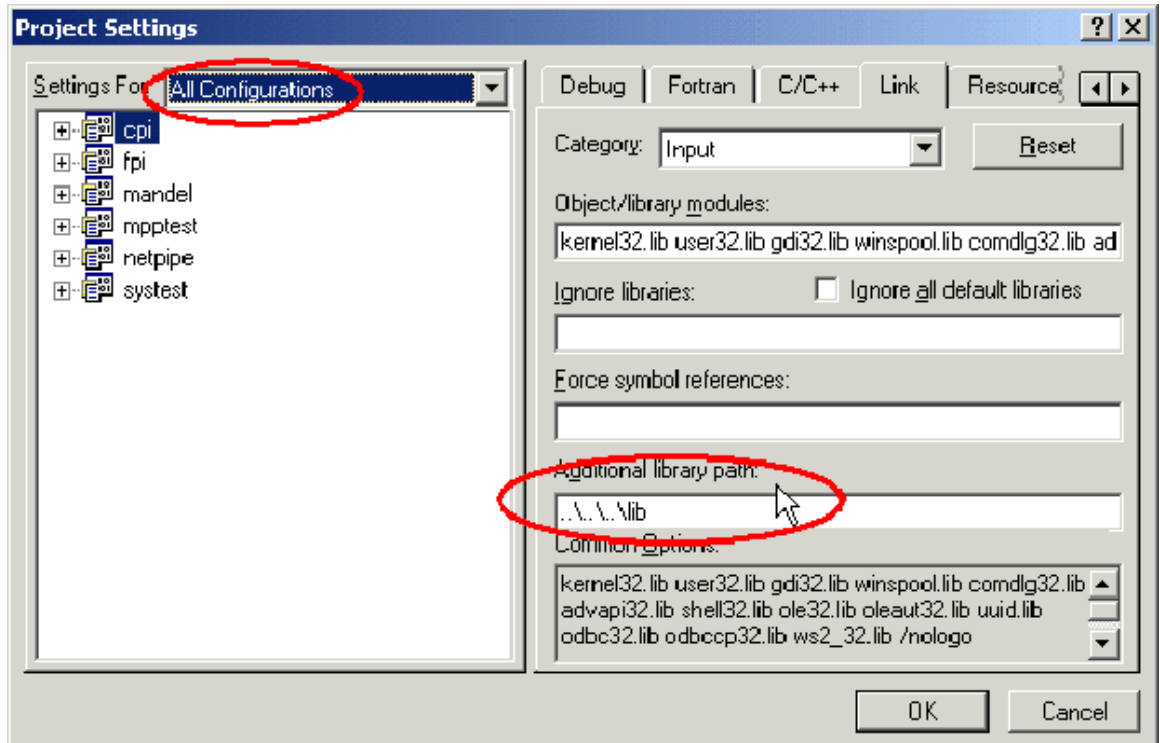 Project Settings
Settings For: All Configurations
cpi
fpi
mandel
mpptest
netpipe
systest
Debug Fortran C/C++ Link Resource
Category: Input Reset
Object/library modules:
kernel32.lib user32.lib gdi32.lib winspool.lib comdlg32.lib ad
Ignore libraries: Ignore all default libraries
Force symbol references:
Additional library path:
..\..\..\lib
Common Options:
kernel32.lib user32.lib gdi32.lib winspool.lib comdlg32.lib
advapi32.lib shell32.lib ole32.lib oleaut32.lib uuid.lib
odbc32.lib odbccp32.lib ws2_32.lib /nologo
OK Cancel